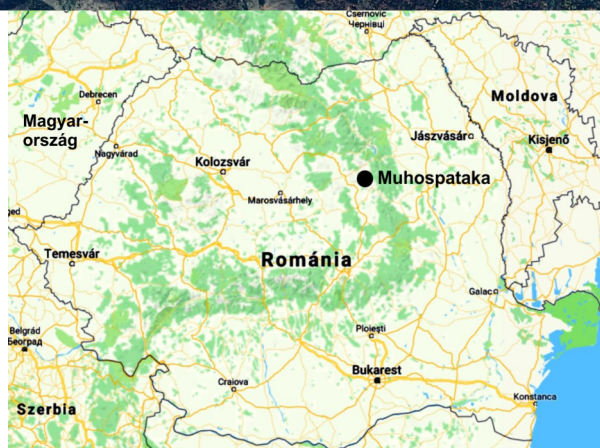 Csernovic
Чернівці
Debrecen
Moldova
Magyar-
ország
Jászvásár
Kisjenő
Nagyvárad
Kolozsvár
Muhospataka
Marosvásárhely
ged
Temesvár
Románia
Galac
Belgrád
Београд
Ploiești
Bukarest
Craiova
Konstanca
Szerbia